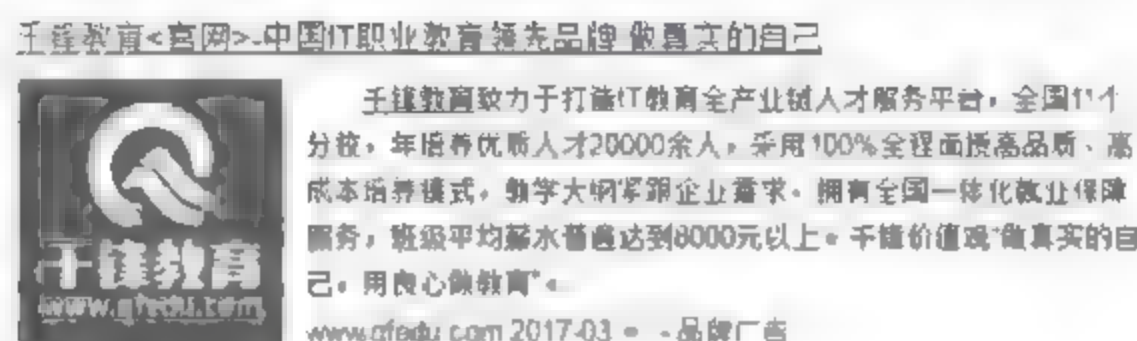 千锋教育<官网>-中国IT职业教育领先品牌 做真实的自己
千锋教育致力于打造IT教育全产业链人才服务平台，全国11个
分校，年培养优质人才20000余人，采用100%全程面授高品质、高
成本培养模式，教学大纲紧跟企业需求，拥有全国一体化就业保障
服务，班级平均薪水普遍达到8000元以上。千锋价值观"做真实的自
己，用良心做教育"。
千锋教育
www.qfedu.com
www.qfedu.com 2017-03 - 品牌广告